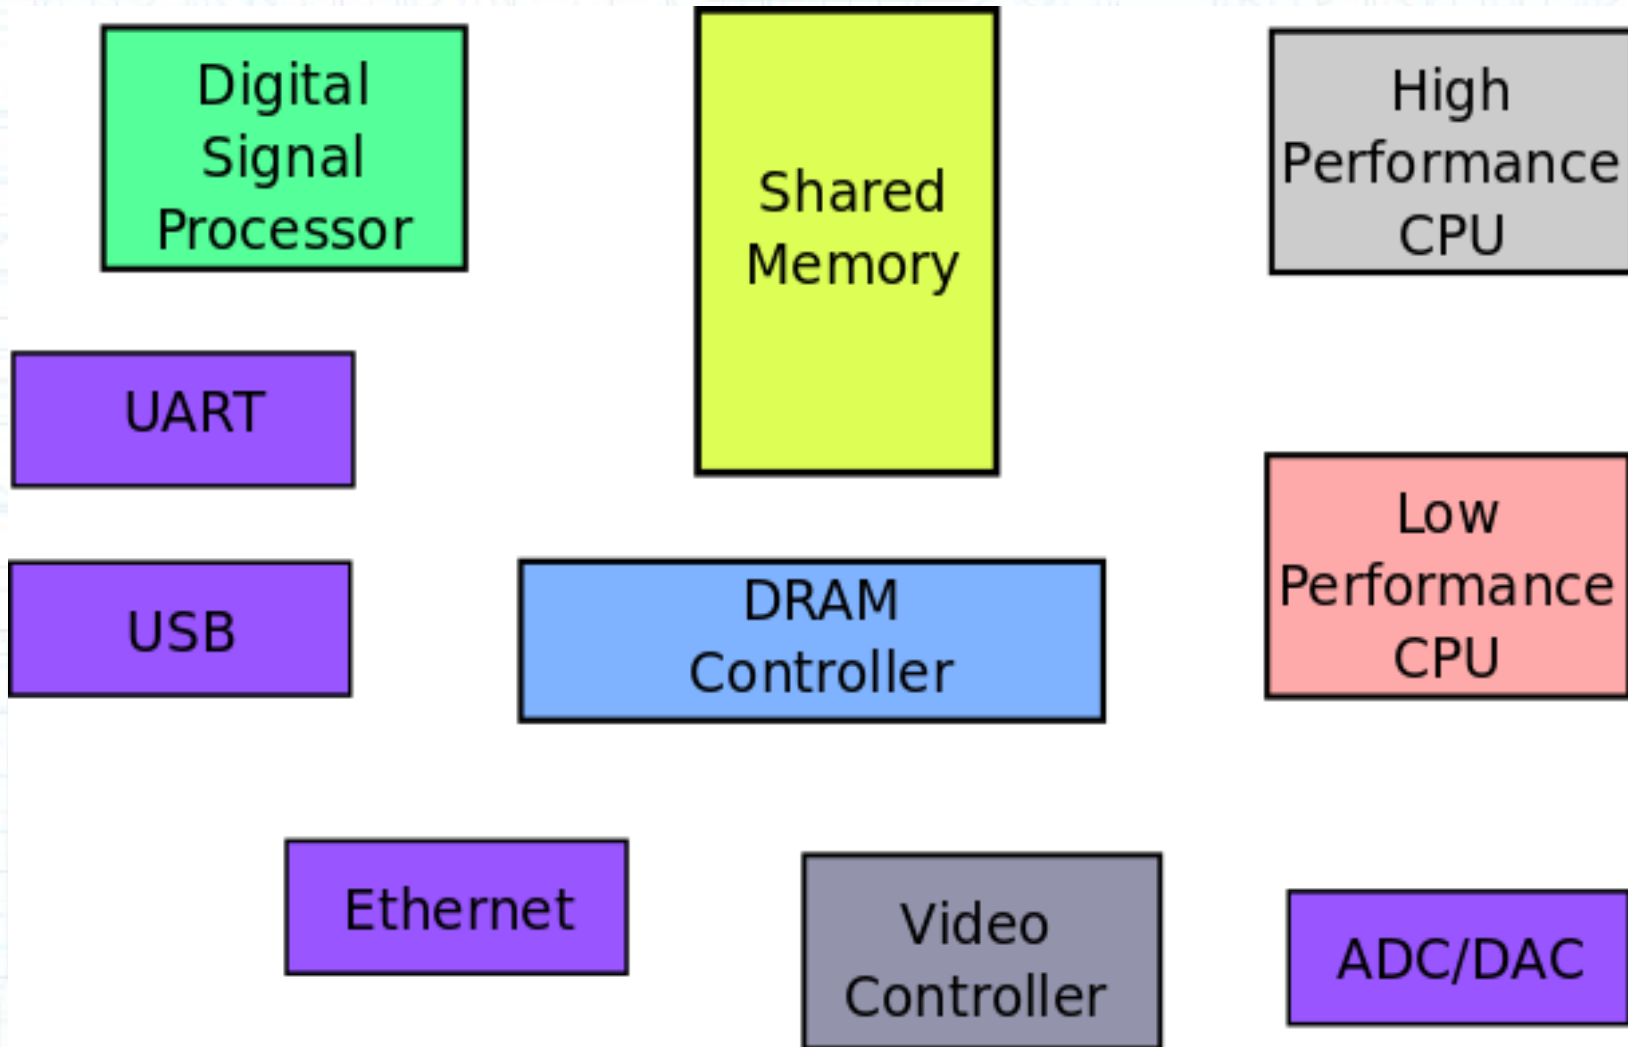 Digital
Signal
Processor
Shared
Memory
High
Performance
CPU
UART
Low
Performance
CPU
USB
DRAM
Controller
Ethernet
Video
Controller
ADC/DAC